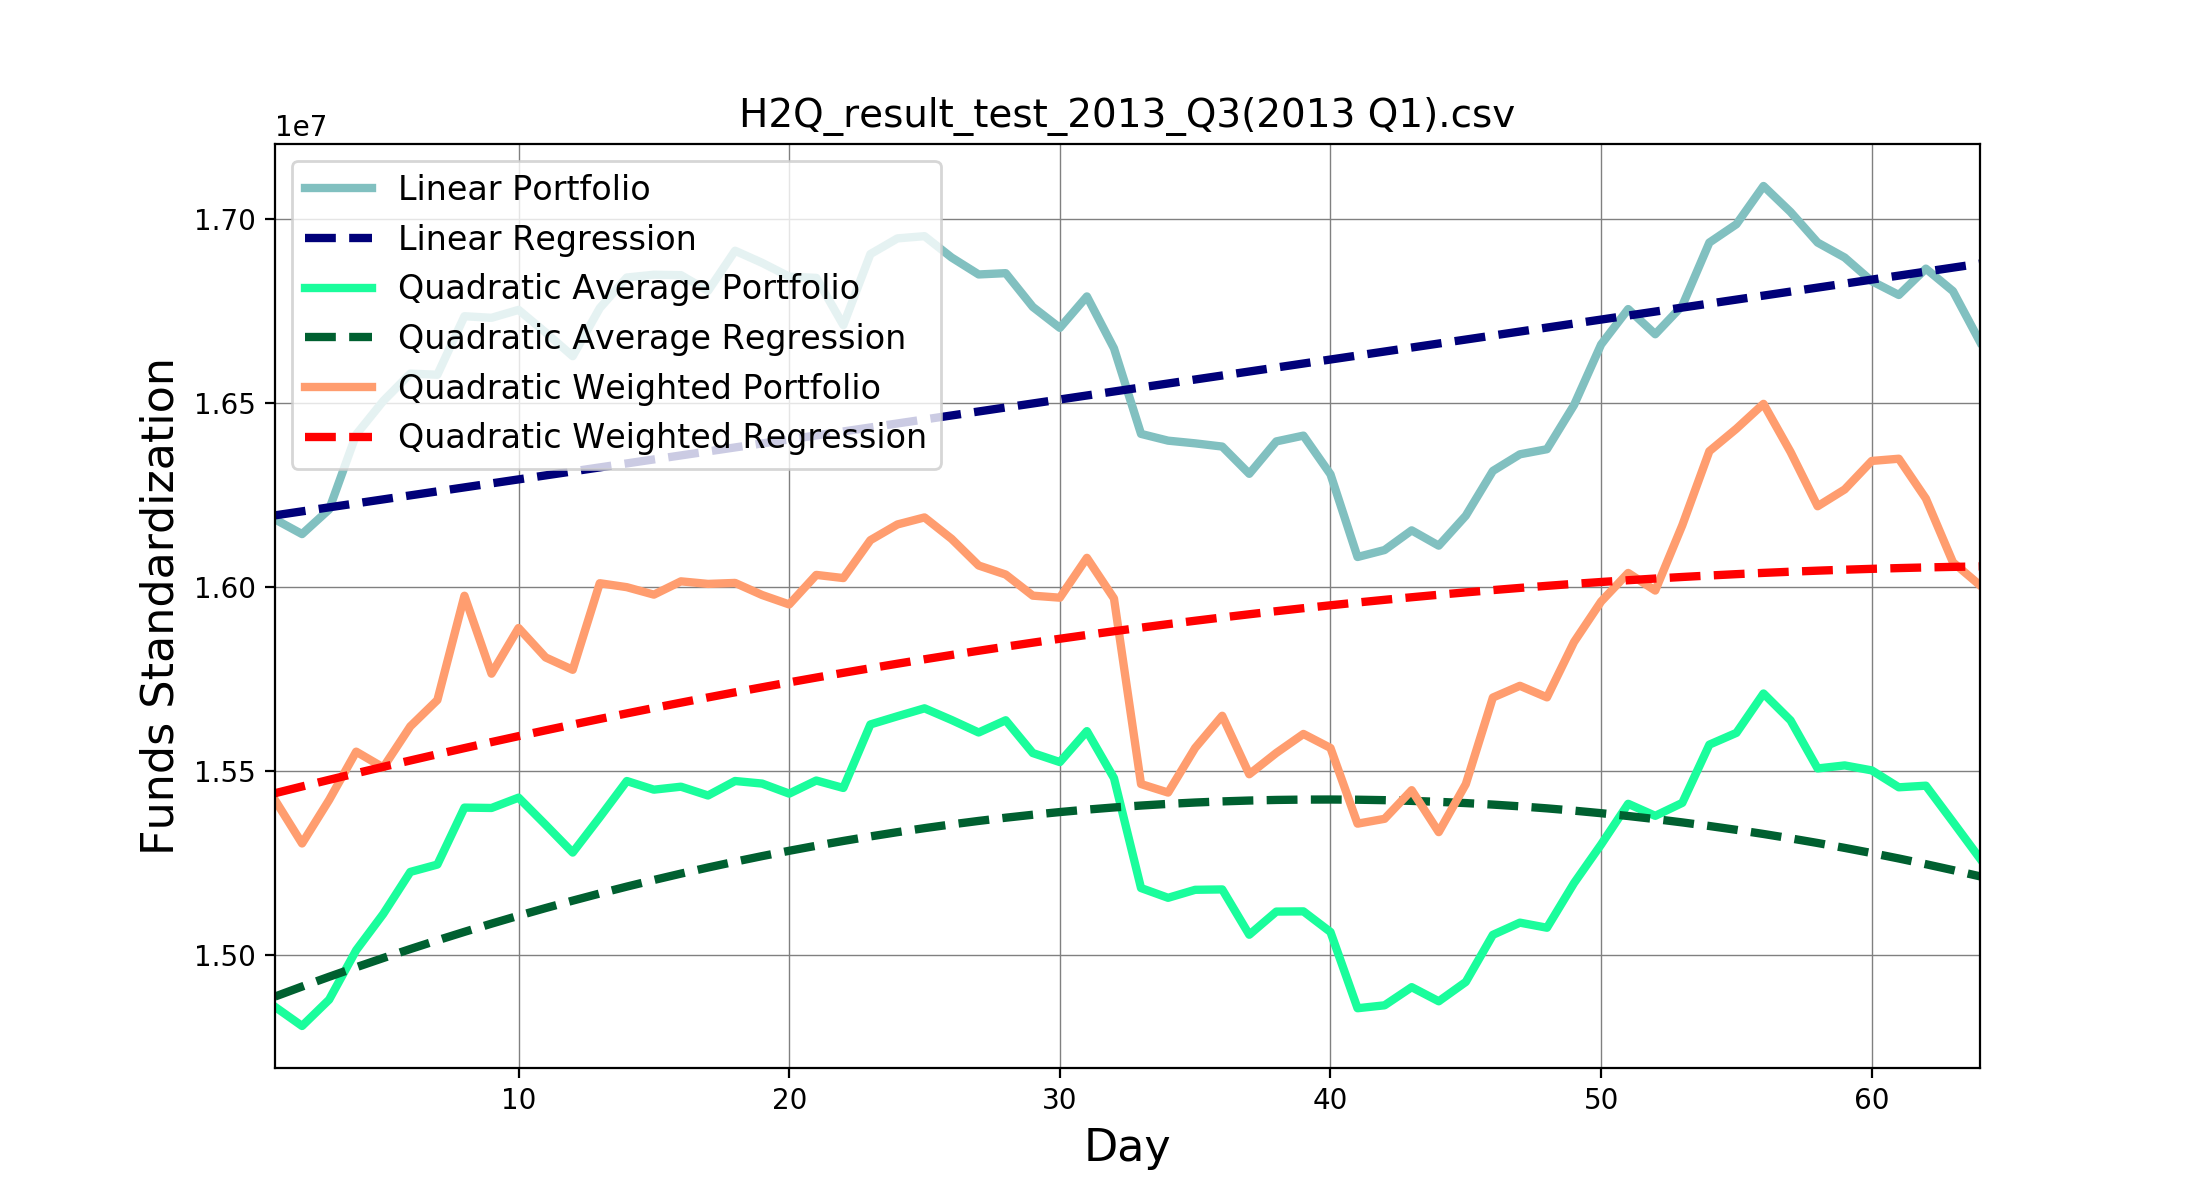 H2Q_result_test_2013_Q3(2013 Q1).csv
1e7
Linear Portfolio
Linear Regression
Quadratic Average Portfolio
Quadratic Average Regression
Quadratic Weighted Portfolio
Quadratic Weighted Regression
1.70
1.65
1.60
1.55
1.50
Funds Standardization
10 20 30 40 50 60
Day